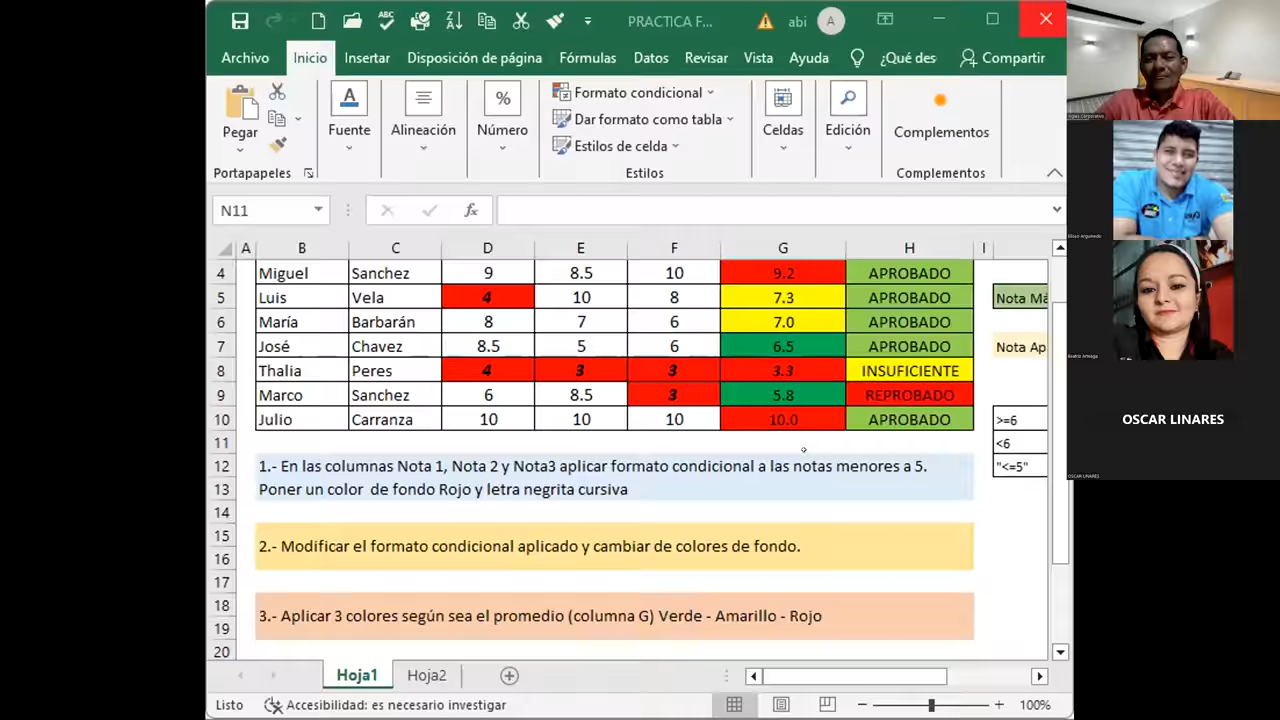 PRACTICA F...
abi
A
Archivo Inicio Insertar Disposición de página Fórmulas Datos Revisar Vista Ayuda ¿Qué des Compartir
Pegar
Fuente
Alineación
Número
Formato condicional
Dar formato como tabla
Estilos de celda
Celdas
Edición
Complementos
Portapapeles
Estilos
Complementos
N11
fx
A B C D E F G H I
4 Miguel Sanchez 9 8.5 10 9.2 APROBADO
5 Luis Vela 4 10 8 7.3 APROBADO Nota Má
6 María Barbarán 8 7 6 7.0 APROBADO
7 José Chavez 8.5 5 6 6.5 APROBADO Nota Ap
8 Thalia Peres 4 3 3 3.3 INSUFICIENTE
9 Marco Sanchez 6 8.5 3 5.8 REPROBADO
10 Julio Carranza 10 10 10 10.0 APROBADO >=6
11 <6
12 1.- En las columnas Nota 1, Nota 2 y Nota3 aplicar formato condicional a las notas menores a 5. "<=5"
13 Poner un color de fondo Rojo y letra negrita cursiva
14
15
2.- Modificar el formato condicional aplicado y cambiar de colores de fondo.
16
17
18
3.- Aplicar 3 colores según sea el promedio (columna G) Verde - Amarillo - Rojo
19
20
Hoja1 Hoja2
Listo Accesibilidad: es necesario investigar 100%
Eliseo Argumedo
Beatriz Arteaga
OSCAR LINARES
OSCAR LINARES